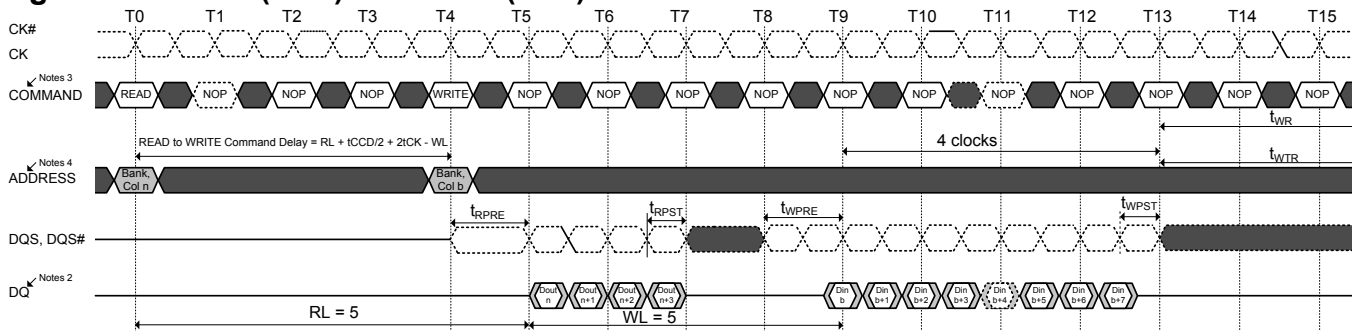 T0 T1 T2 T3 T4 T5 T6 T7 T8 T9 T10 T11 T12 T13 T14 T15
CK#
CK
Notes 3
COMMAND READ NOP NOP NOP WRITE NOP NOP NOP NOP NOP NOP NOP NOP NOP NOP NOP
tWR
READ to WRITE Command Delay = RL + tCCD/2 + 2tCK - WL
4 clocks
tWTR
Notes 4
ADDRESS Bank, Col n Bank, Col b
tRPRE tRPST tWPRE tWPST
DQS, DQS#
Notes 2
DQ Dout n Dout n+1 Dout n+2 Dout n+3 Din b Din b+1 Din b+2 Din b+3 Din b+4 Din b+5 Din b+6 Din b+7
RL = 5 WL = 5